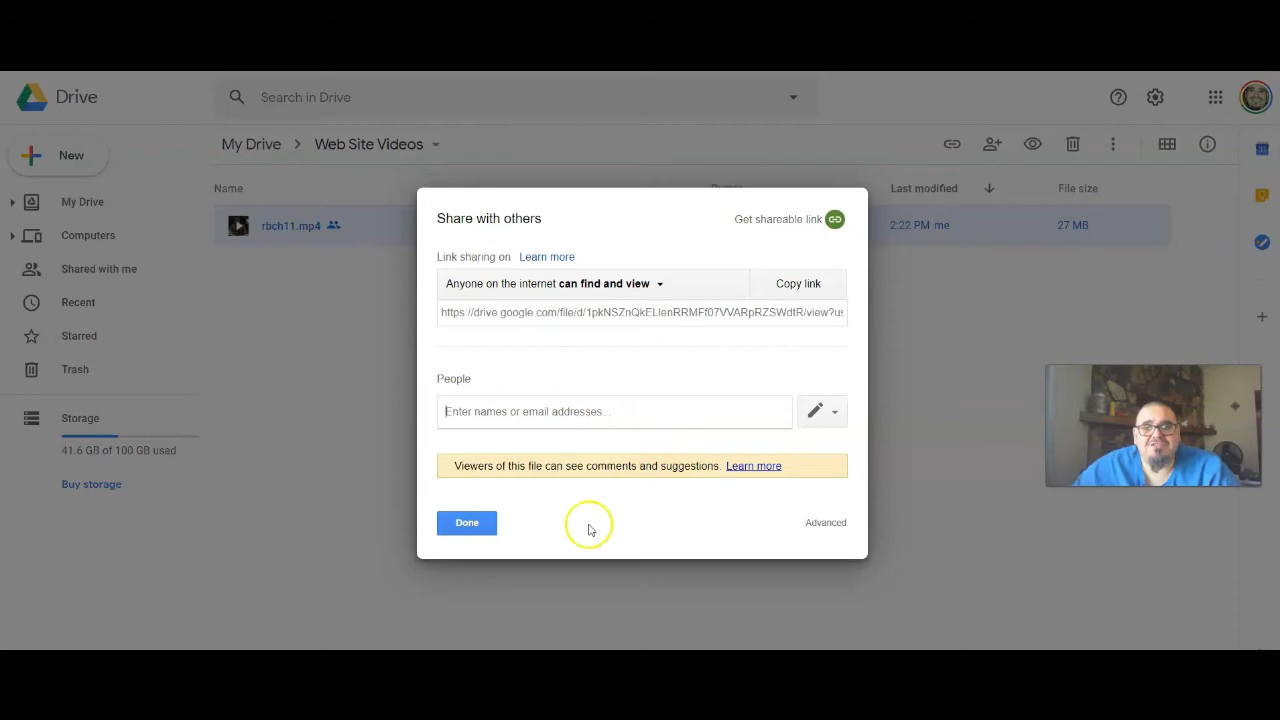 Drive
Search in Drive
New
My Drive
Web Site Videos
Name
Last modified
File size
My Drive
rbch11.mp4
2:22 PM me
27 MB
Computers
Shared with me
Recent
Starred
Trash
Storage
41.6 GB of 100 GB used
Buy storage
Share with others
Get shareable link
Link sharing on Learn more
Anyone on the internet can find and view
Copy link
People
Enter names or email addresses...
Viewers of this file can see comments and suggestions. Learn more
Done
Advanced